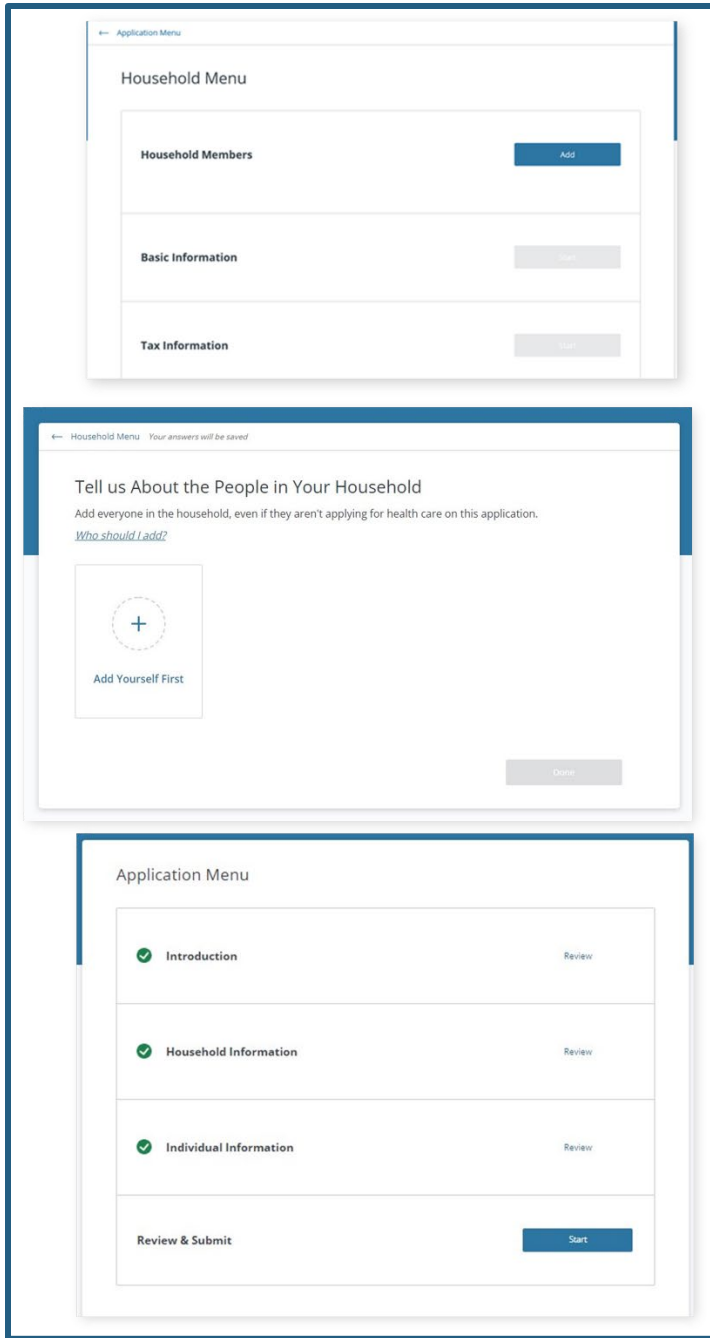 ← Application Menu
Household Menu
Household Members
Add
Basic Information
Start
Tax Information
Start
← Household Menu Your answers will be saved
Tell us About the People in Your Household
Add everyone in the household, even if they aren't applying for health care on this application.
Who should I add?
+
Add Yourself First
Done
Application Menu
Introduction Review
Household Information Review
Individual Information Review
Review & Submit Start